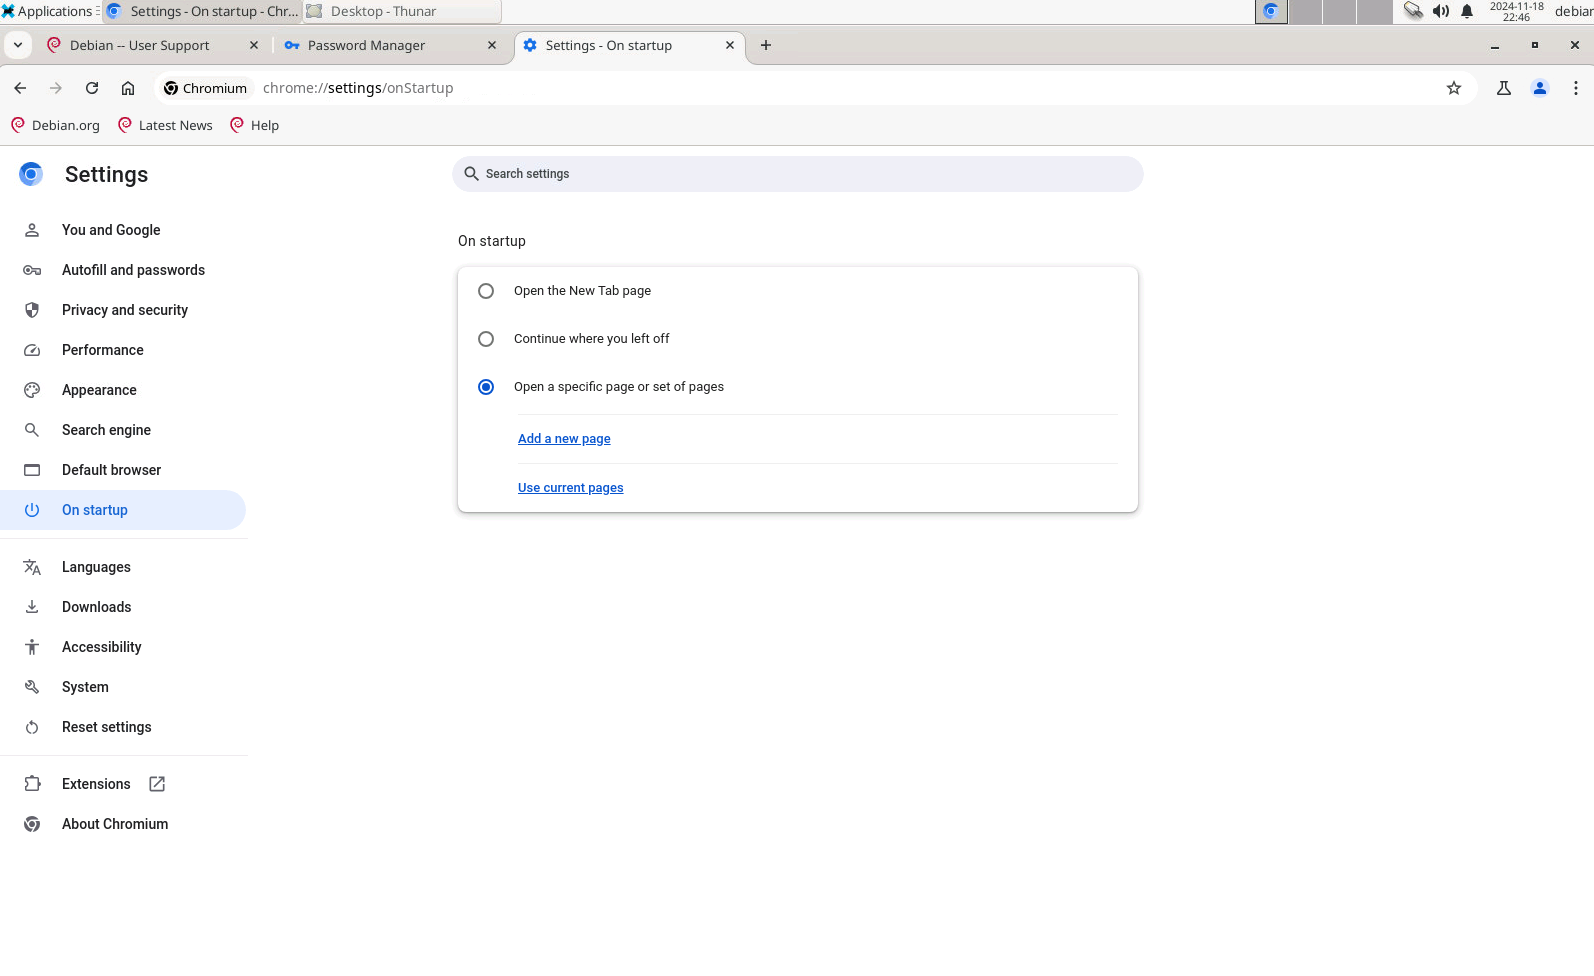 Applications
Settings - On startup - Chr...
Desktop - Thunar
2024-11-18
22:46
debian
Debian -- User Support
Password Manager
Settings - On startup
Chromium
chrome://settings/onStartup
Debian.org
Latest News
Help
Settings
Search settings
You and Google
Autofill and passwords
Privacy and security
Performance
Appearance
Search engine
Default browser
On startup
Languages
Downloads
Accessibility
System
Reset settings
Extensions
About Chromium
On startup
Open the New Tab page
Continue where you left off
Open a specific page or set of pages
Add a new page
Use current pages